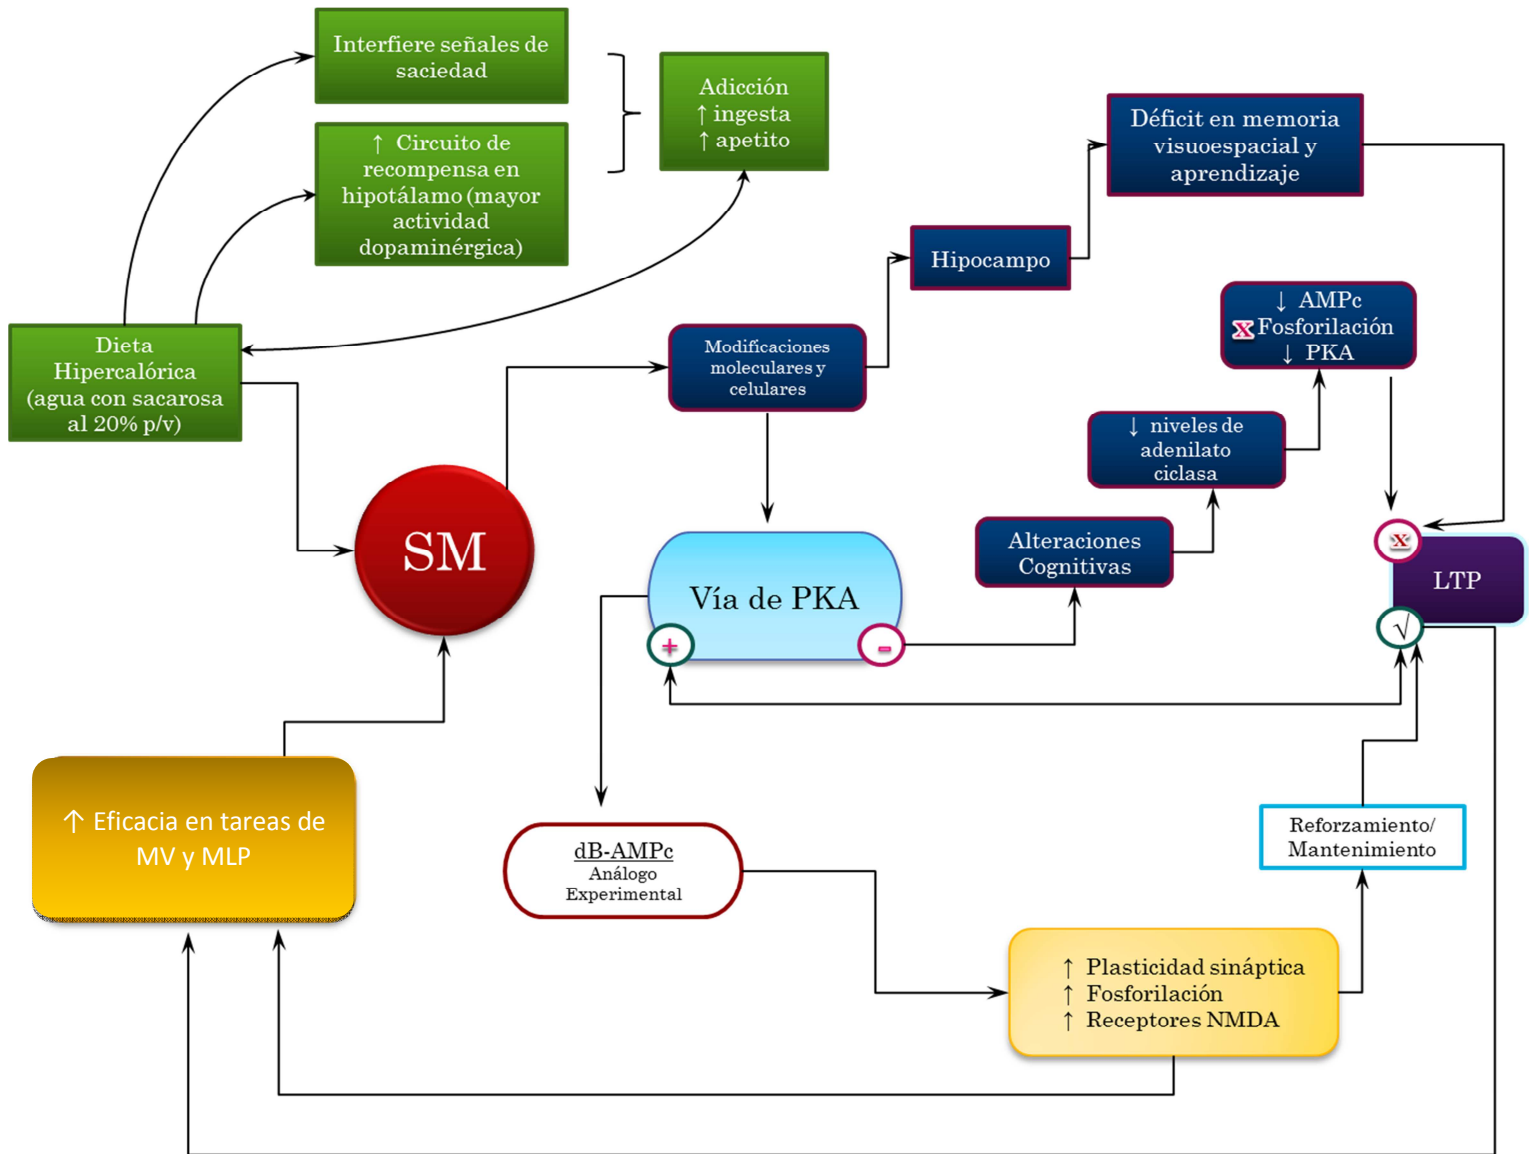 Interfiere señales de
saciedad
↑ Circuito de
recompensa en
hipotálamo (mayor
actividad
dopaminérgica)
Adicción
↑ ingesta
↑ apetito
Dieta
Hipercalórica
(agua con sacarosa
al 20% p/v)
SM
Modificaciones
moleculares y
celulares
Hipocampo
Déficit en memoria
visuoespacial y
aprendizaje
↓ AMPc
x Fosforilación
↓ PKA
↓ niveles de
adenilato
ciclasa
Alteraciones
Cognitivas
Vía de PKA
+
-
x
LTP
√
↑ Eficacia en tareas de
MV y MLP
dB-AMPc
Análogo
Experimental
Reforzamiento/
Mantenimiento
↑ Plasticidad sináptica
↑ Fosforilación
↑ Receptores NMDA